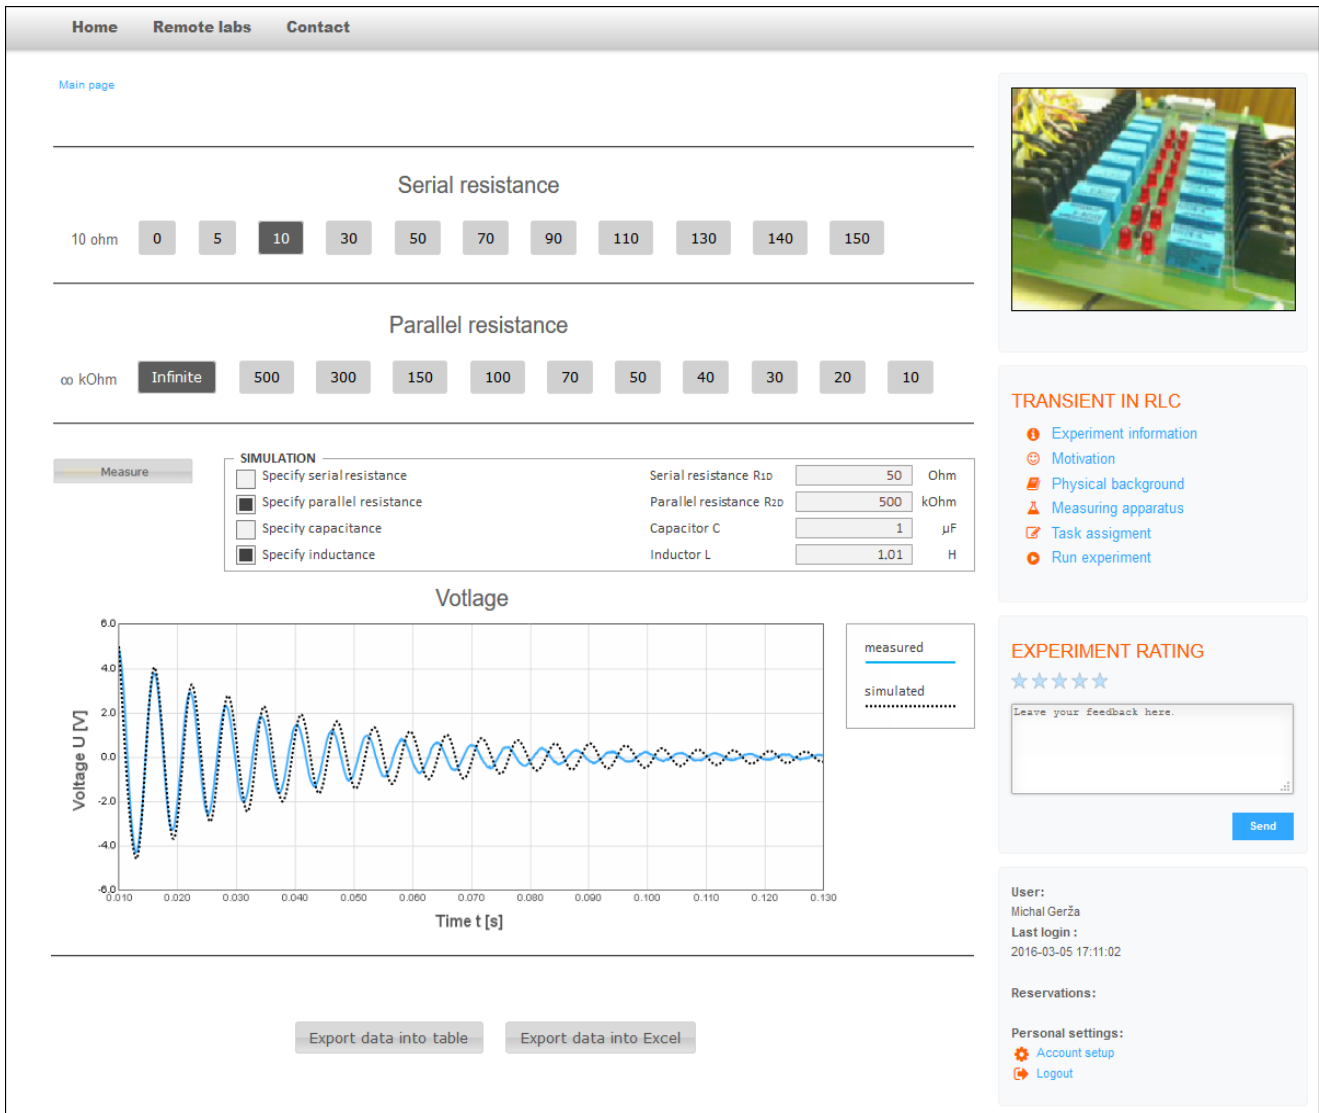 Home Remote labs Contact
Main page
Serial resistance
10 ohm 0 5 10 30 50 70 90 110 130 140 150
Parallel resistance
∞ kOhm Infinite 500 300 150 100 70 50 40 30 20 10
Measure
SIMULATION
Specify serial resistance Serial resistance R1D 50 Ohm
Specify parallel resistance Parallel resistance R2D 500 kOhm
Specity capacitance Capacitor C 1 µF
Specify inductance Inductor L 1,01 H
Votlage
6.0
4.0
2.0
0.0
-2.0
-4.0
-6.0
Voltage U [V]
0.010 0.020 0.030 0.040 0.050 0.060 0.070 0.080 0.090 0.100 0.110 0.120 0.130
Time t [s]
measured
simulated
Export data into table Export data into Excel
TRANSIENT IN RLC
Experiment information
Motivation
Physical background
Measuring apparatus
Task assigment
Run experiment
EXPERIMENT RATING
Leave your feedback here.
Send
User:
Michal Gerža
Last login :
2016-03-05 17:11:02
Reservations:
Personal settings:
Account setup
Logout